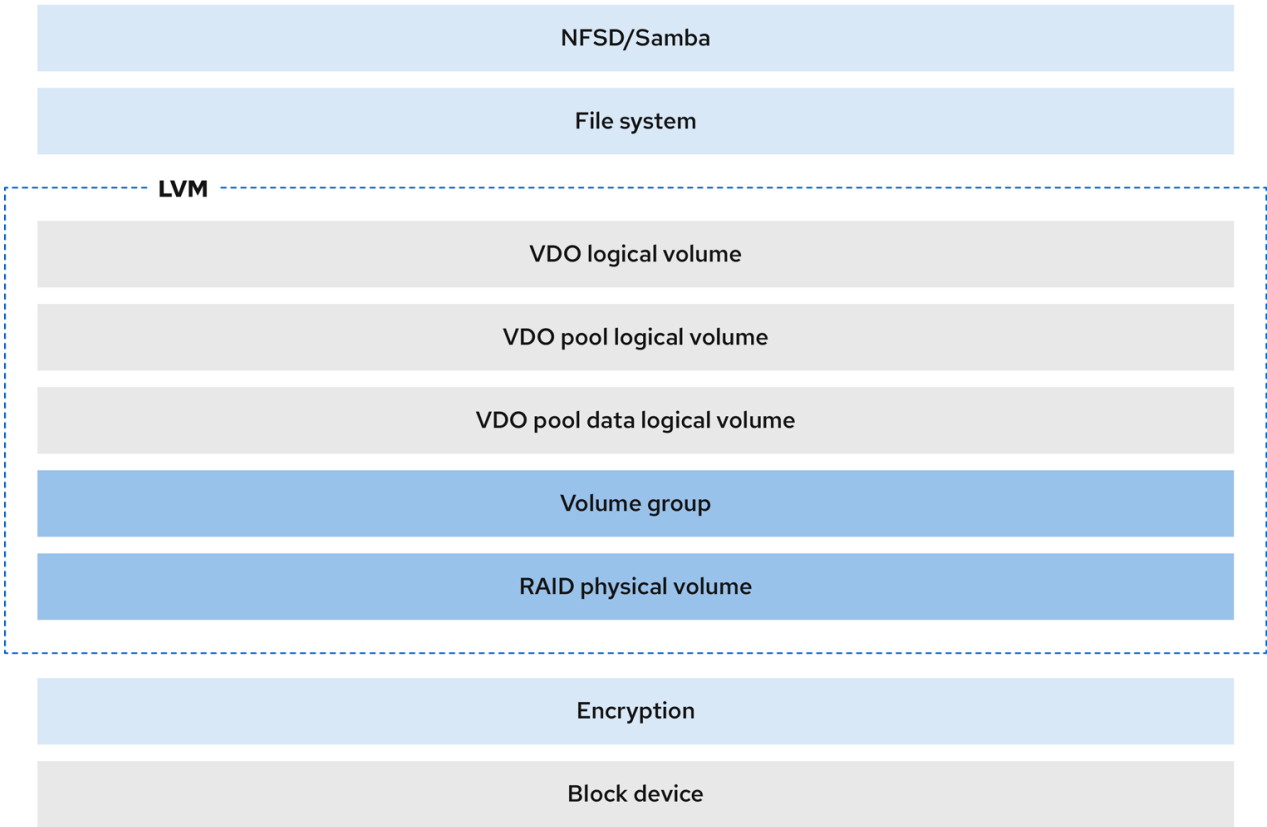 NFSD/Samba
File system
LVM
VDO logical volume
VDO pool logical volume
VDO pool data logical volume
Volume group
RAID physical volume
Encryption
Block device